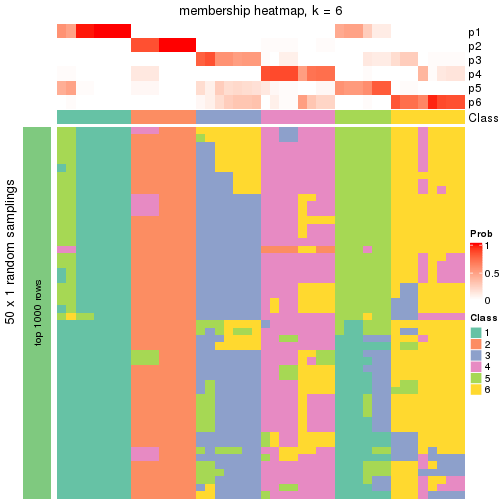 membership heatmap, k = 6
p1
p2
p3
p4
p5
p6
Class
50 x 1 random samplings
top 1000 rows
Prob
1
0.5
0
Class
1
2
3
4
5
6